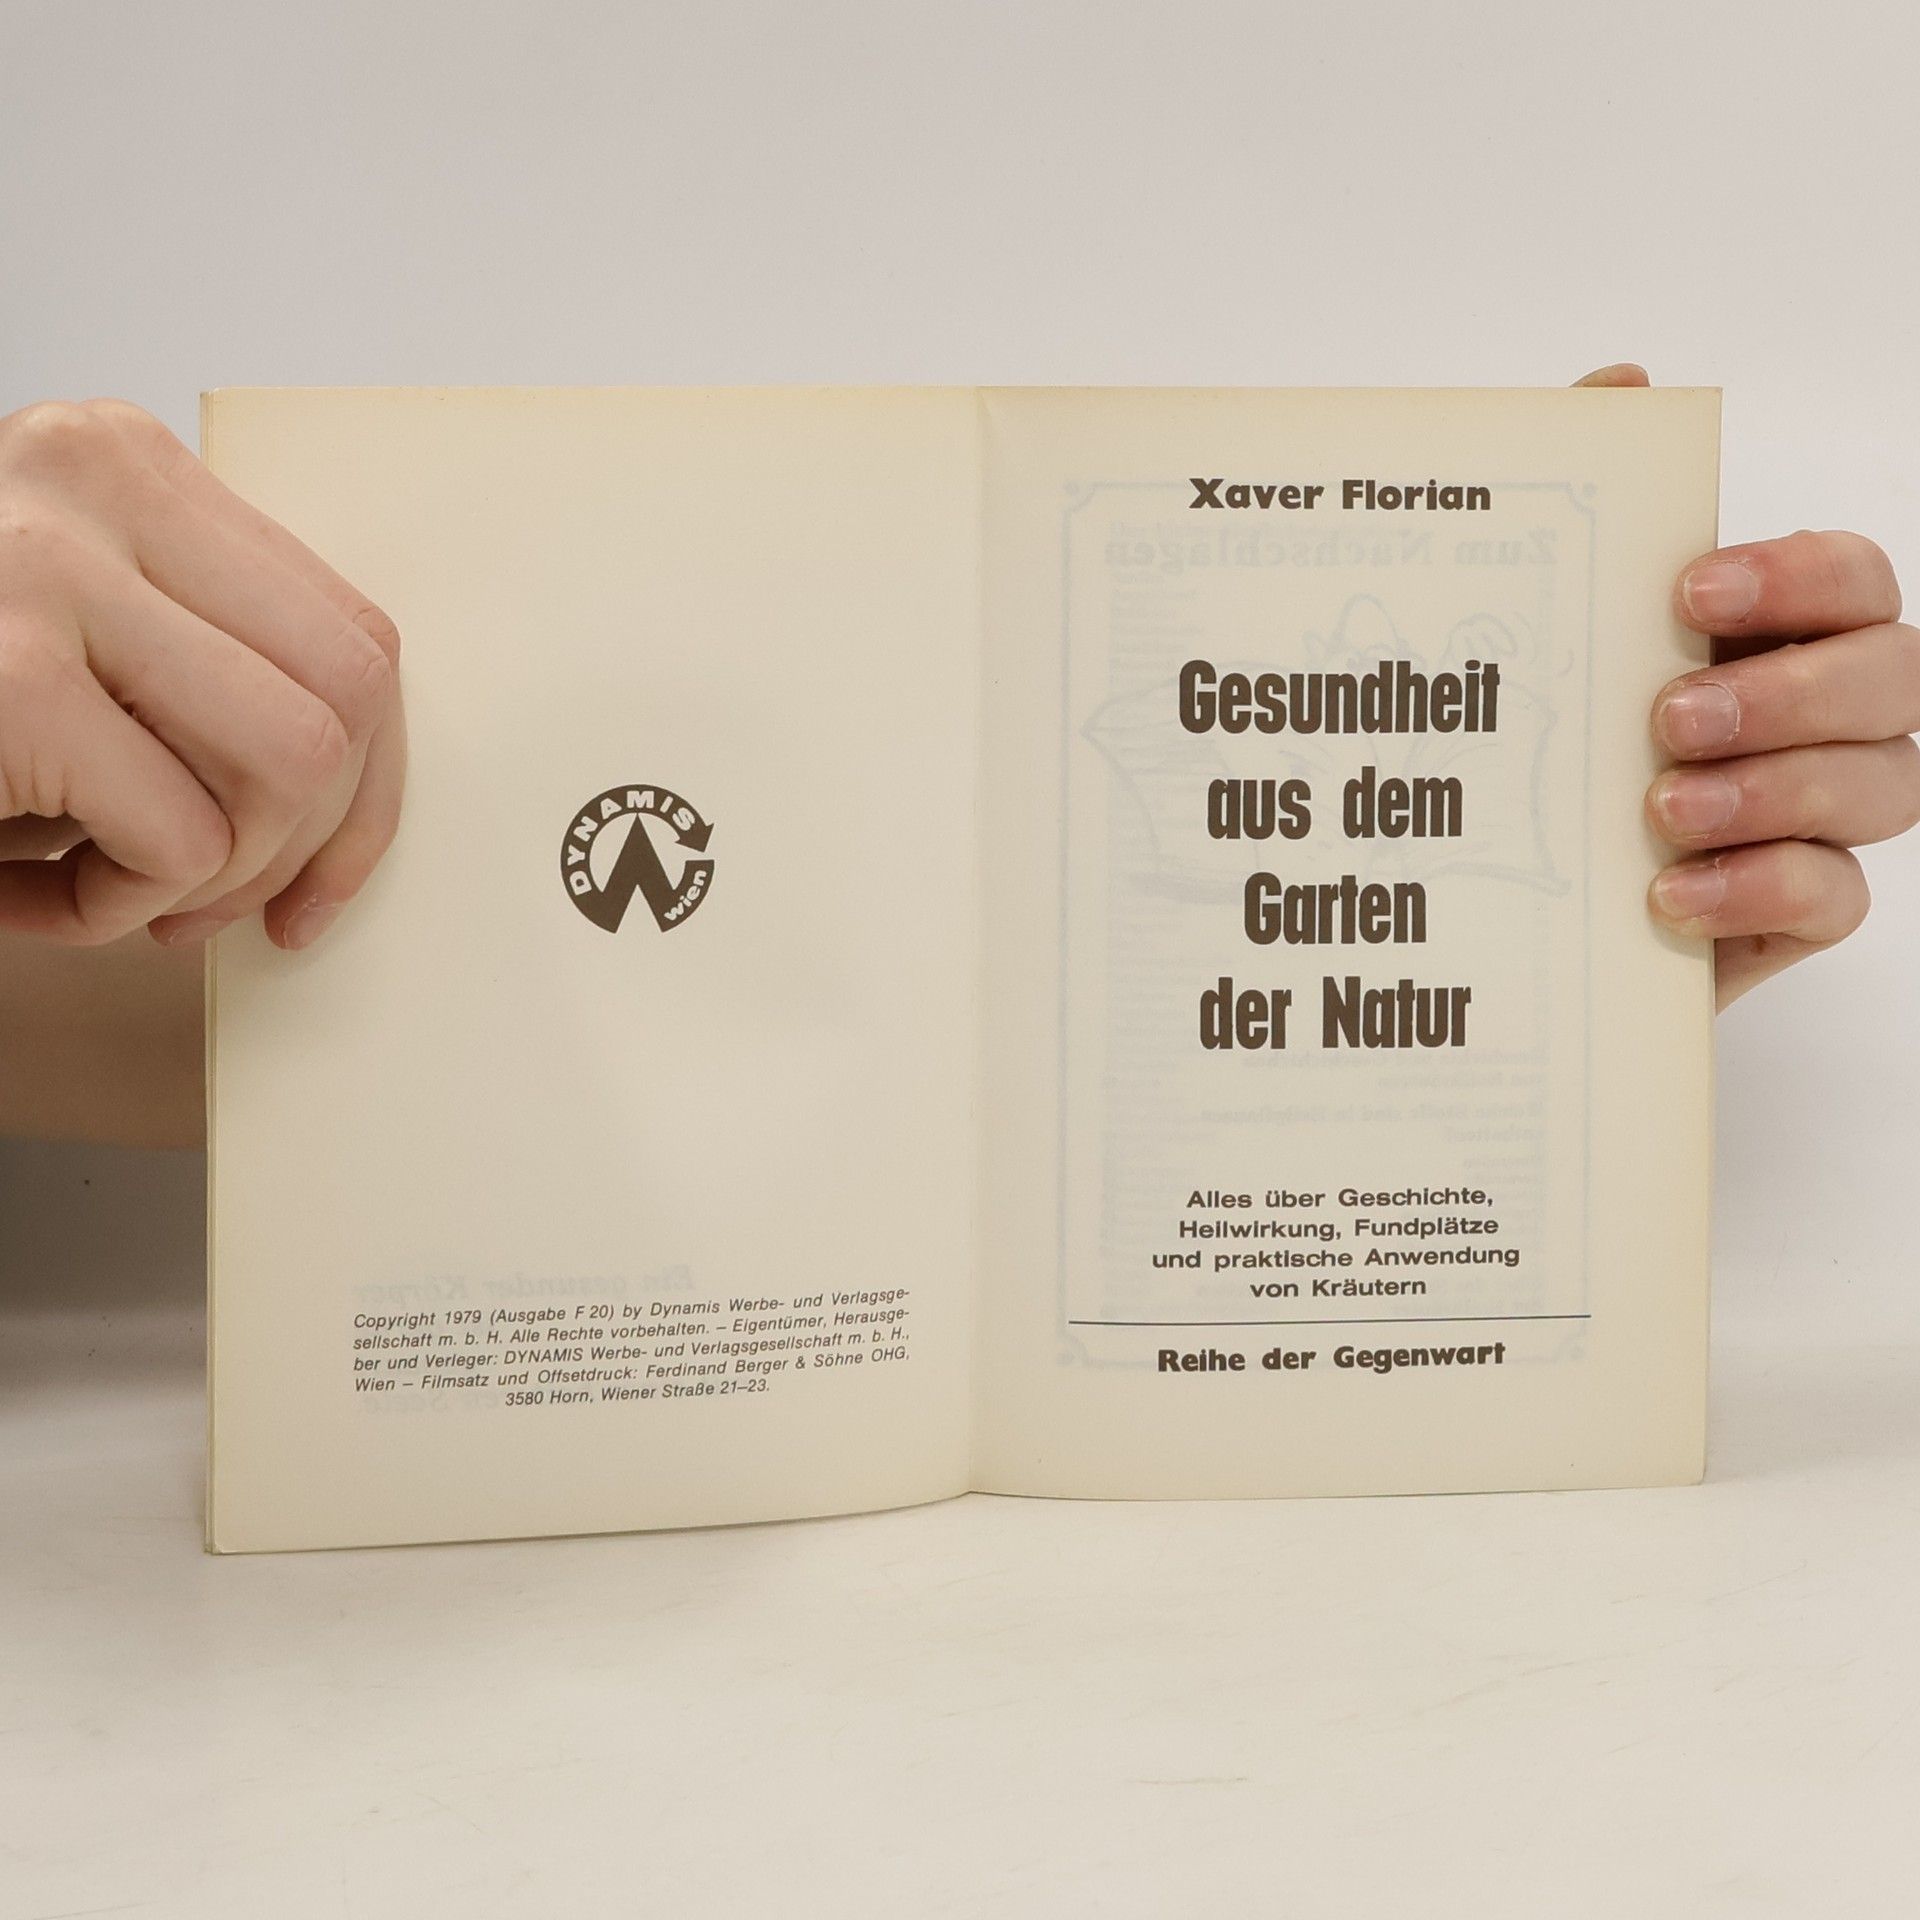 DYNAMIS
wien
Copyright 1979 (Ausgabe F 20) by Dynamis Werbe- und Verlagsge-
sellschaft m. b. H. Alle Rechte vorbehalten. – Eigentümer, Herausge-
ber und Verleger: DYNAMIS Werbe- und Verlagsgesellschaft m. b. H.,
Wien – Filmsatz und Offsetdruck: Ferdinand Berger & Söhne OHG,
3580 Horn, Wiener Straße 21–23.
Xaver Florian
Zum Nachschlagen
Gesundheit
aus dem
Garten
der Natur
Alles über Geschichte,
Heilwirkung, Fundplätze
und praktische Anwendung
von Kräutern
Reihe der Gegenwart